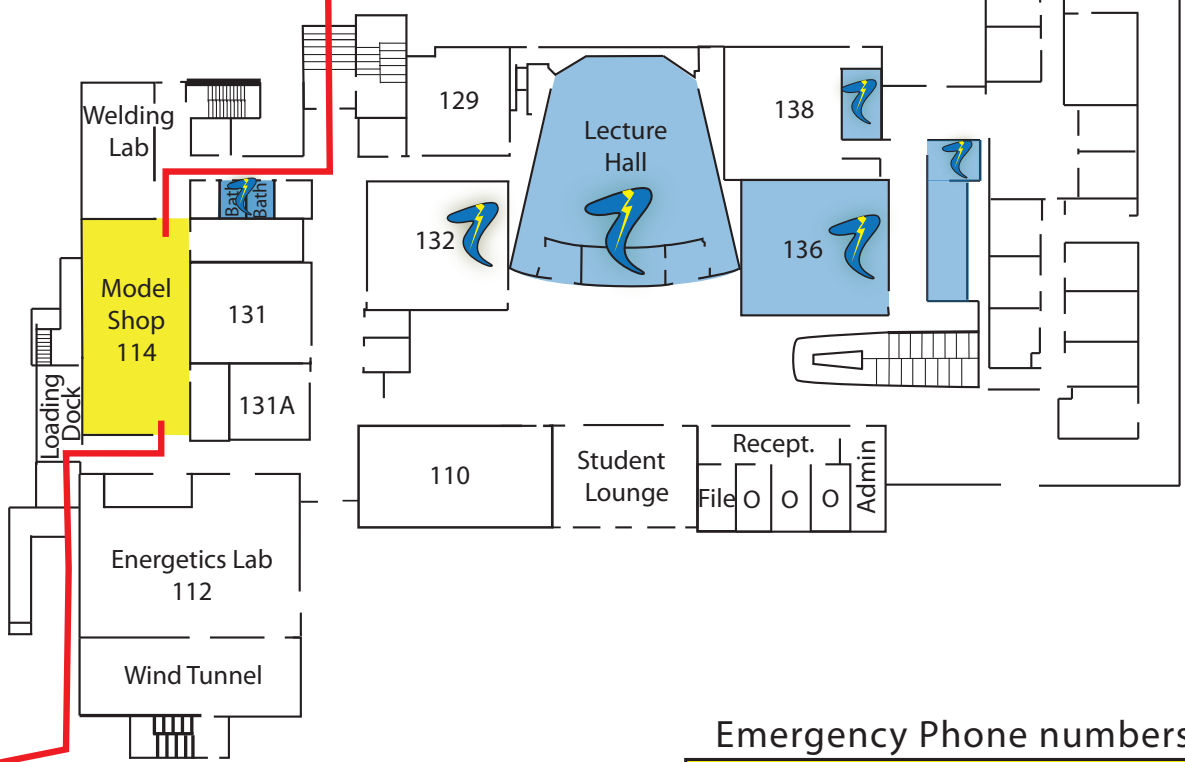 129
138
Welding
Lab
Lecture
Hall
Bath
Bath
132
136
Model
Shop
114
131
131A
Loading
Dock
110
Student
Lounge
Recept.
File
O
O
O
Admin
Energetics Lab
112
Wind Tunnel
Emergency Phone numbers